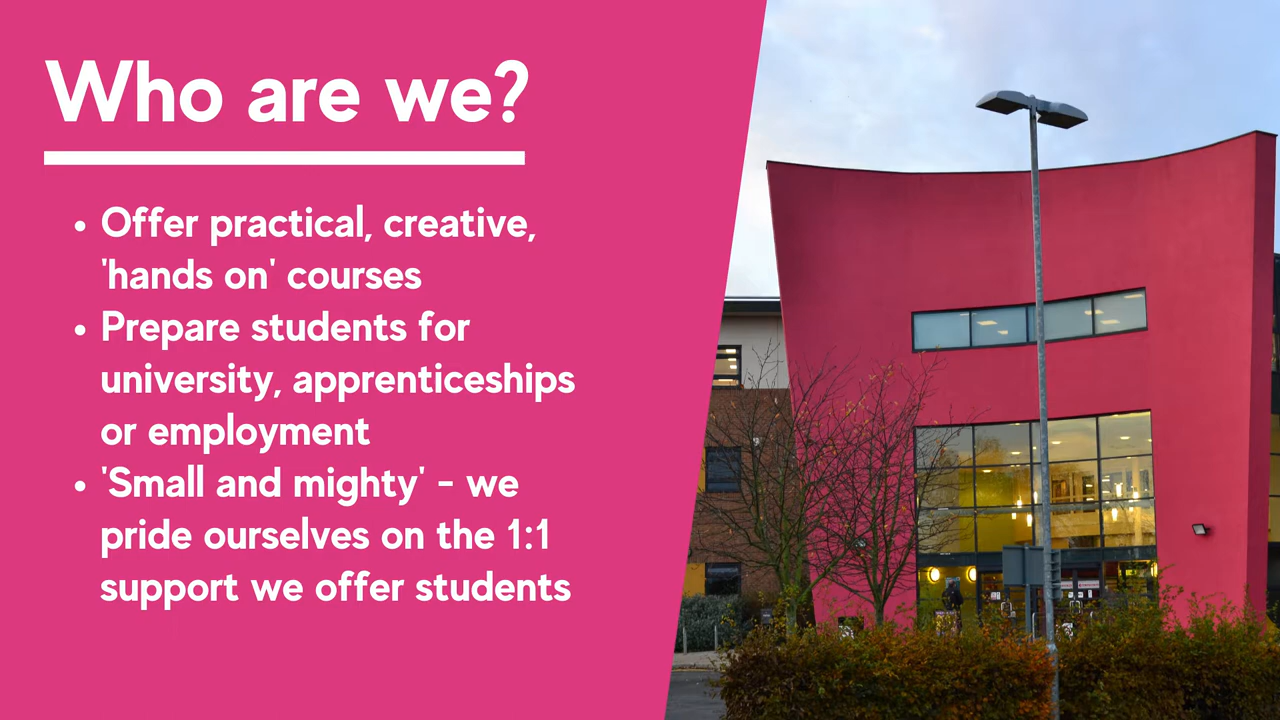 Who are we?
• Offer practical, creative,
'hands on' courses
• Prepare students for
university, apprenticeships
or employment
• 'Small and mighty' - we
pride ourselves on the 1:1
support we offer students